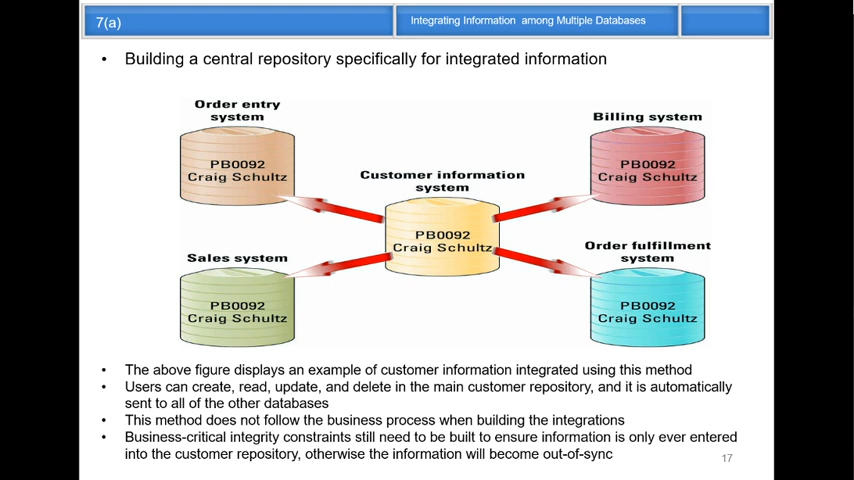 7(a)
Integrating Information among Multiple Databases
• Building a central repository specifically for integrated information
Order entry
system
PB0092
Craig Schultz
Billing system
PB0092
Craig Schultz
Customer information
system
PB0092
Craig Schultz
Sales system
PB0092
Craig Schultz
Order fulfillment
system
PB0092
Craig Schultz
• The above figure displays an example of customer information integrated using this method
• Users can create, read, update, and delete in the main customer repository, and it is automatically
sent to all of the other databases
• This method does not follow the business process when building the integrations
• Business-critical integrity constraints still need to be built to ensure information is only ever entered
into the customer repository, otherwise the information will become out-of-sync
17